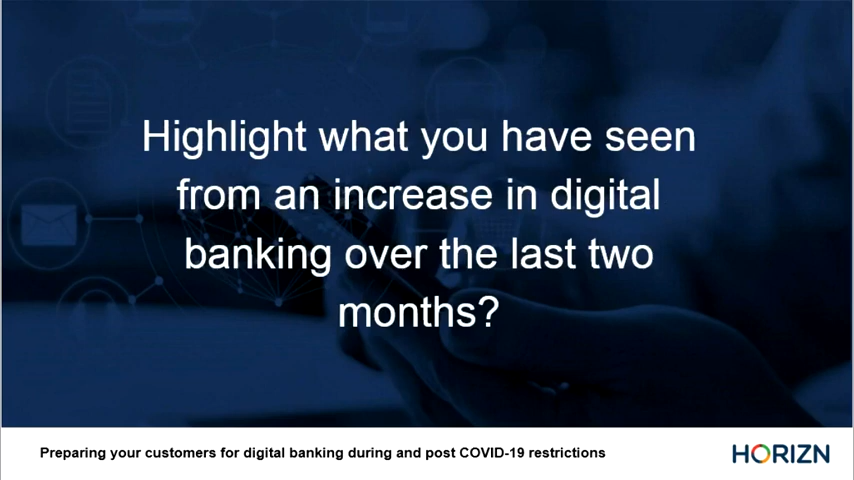 Highlight what you have seen
from an increase in digital
banking over the last two
months?
Preparing your customers for digital banking during and post COVID-19 restrictions
HORIZN